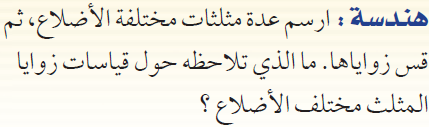 هندسة : ارسم عدة مثلثات مختلفة الأضلاع، ثم
قس زواياها. ما الذي تلاحظه حول قياسات زوايا
المثلث مختلف الأضلاع ؟